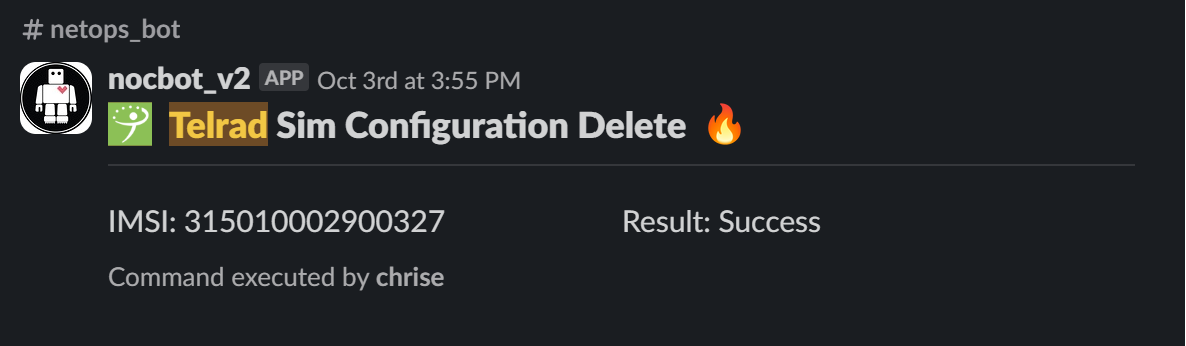 # netops_bot
nocbot_v2 APP Oct 3rd at 3:55 PM
Telrad Sim Configuration Delete 🔥
IMSI: 315010002900327 Result: Success
Command executed by chrise